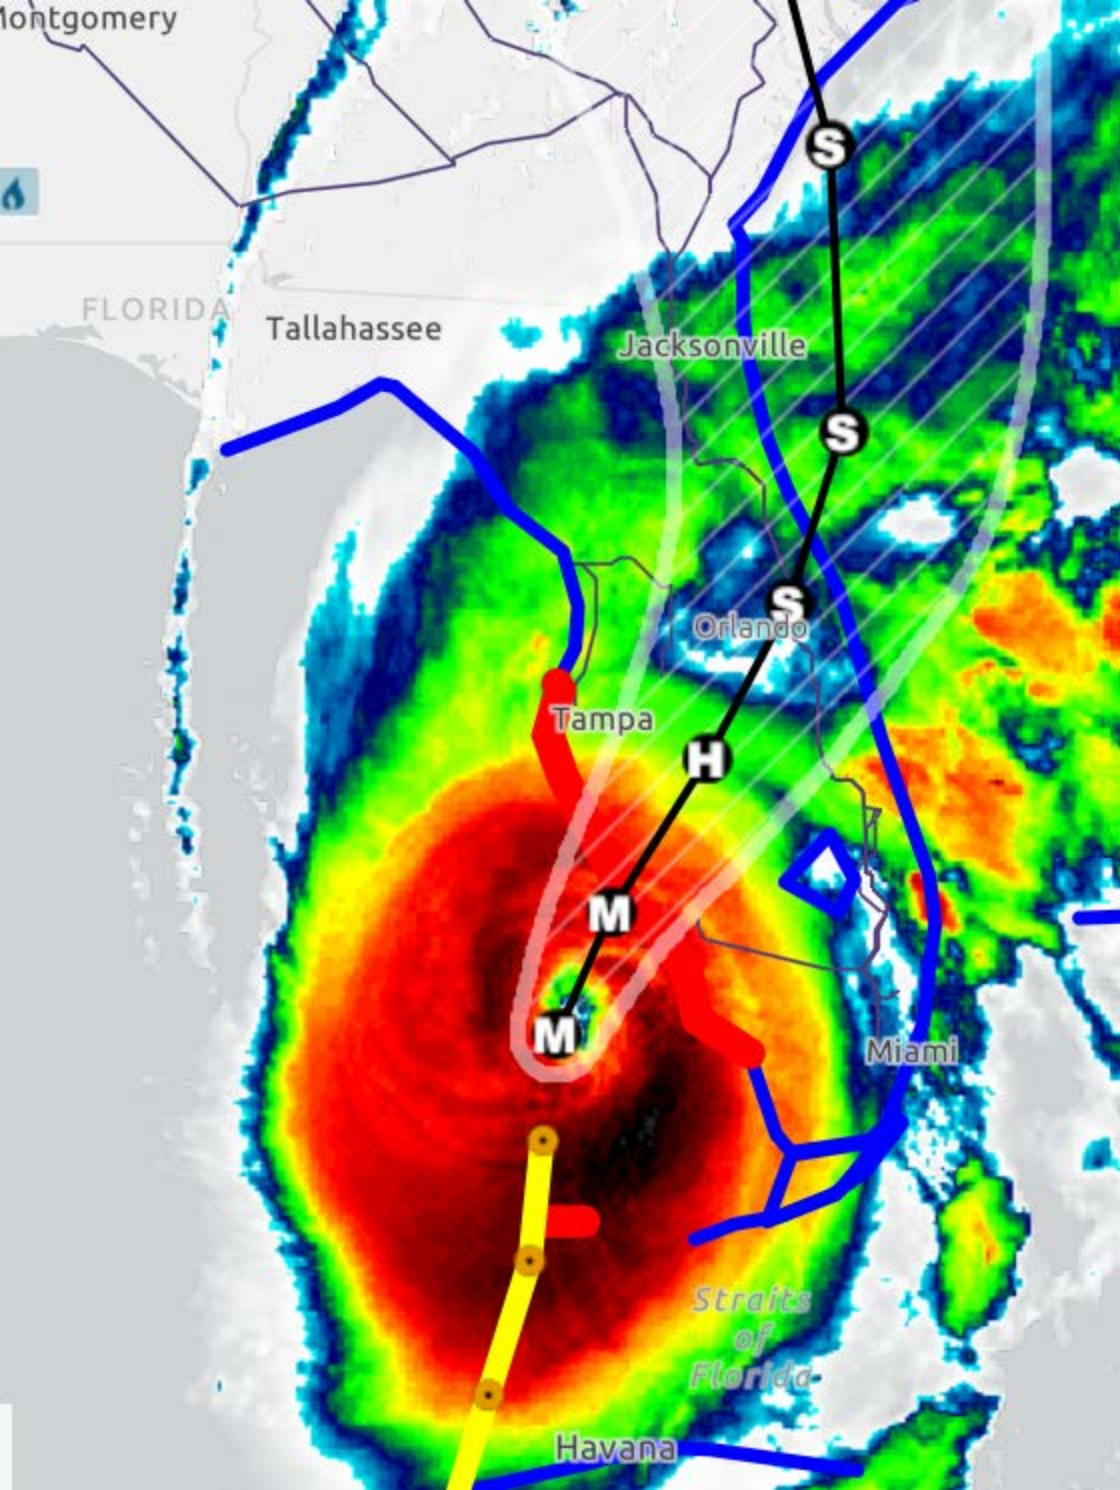 Montgomery
S
FLORIDA
Tallahassee
Jacksonville
S
S
Orlando
Tampa
H
M
M
Miami
Straits
of
Florida
Havana